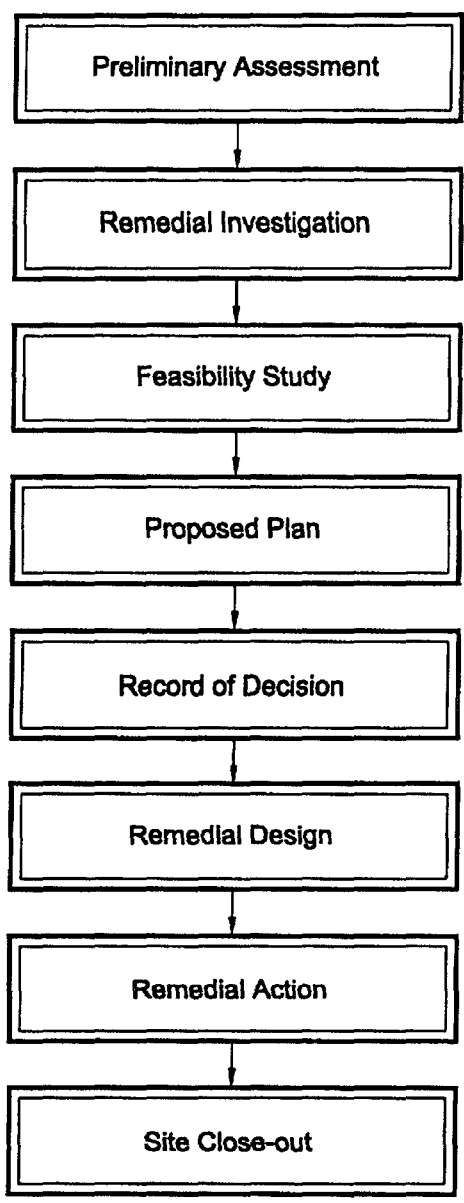 Preliminary Assessment
Remedial Investigation
Feasibility Study
Proposed Plan
Record of Decision
Remedial Design
Remedial Action
Site Close-out